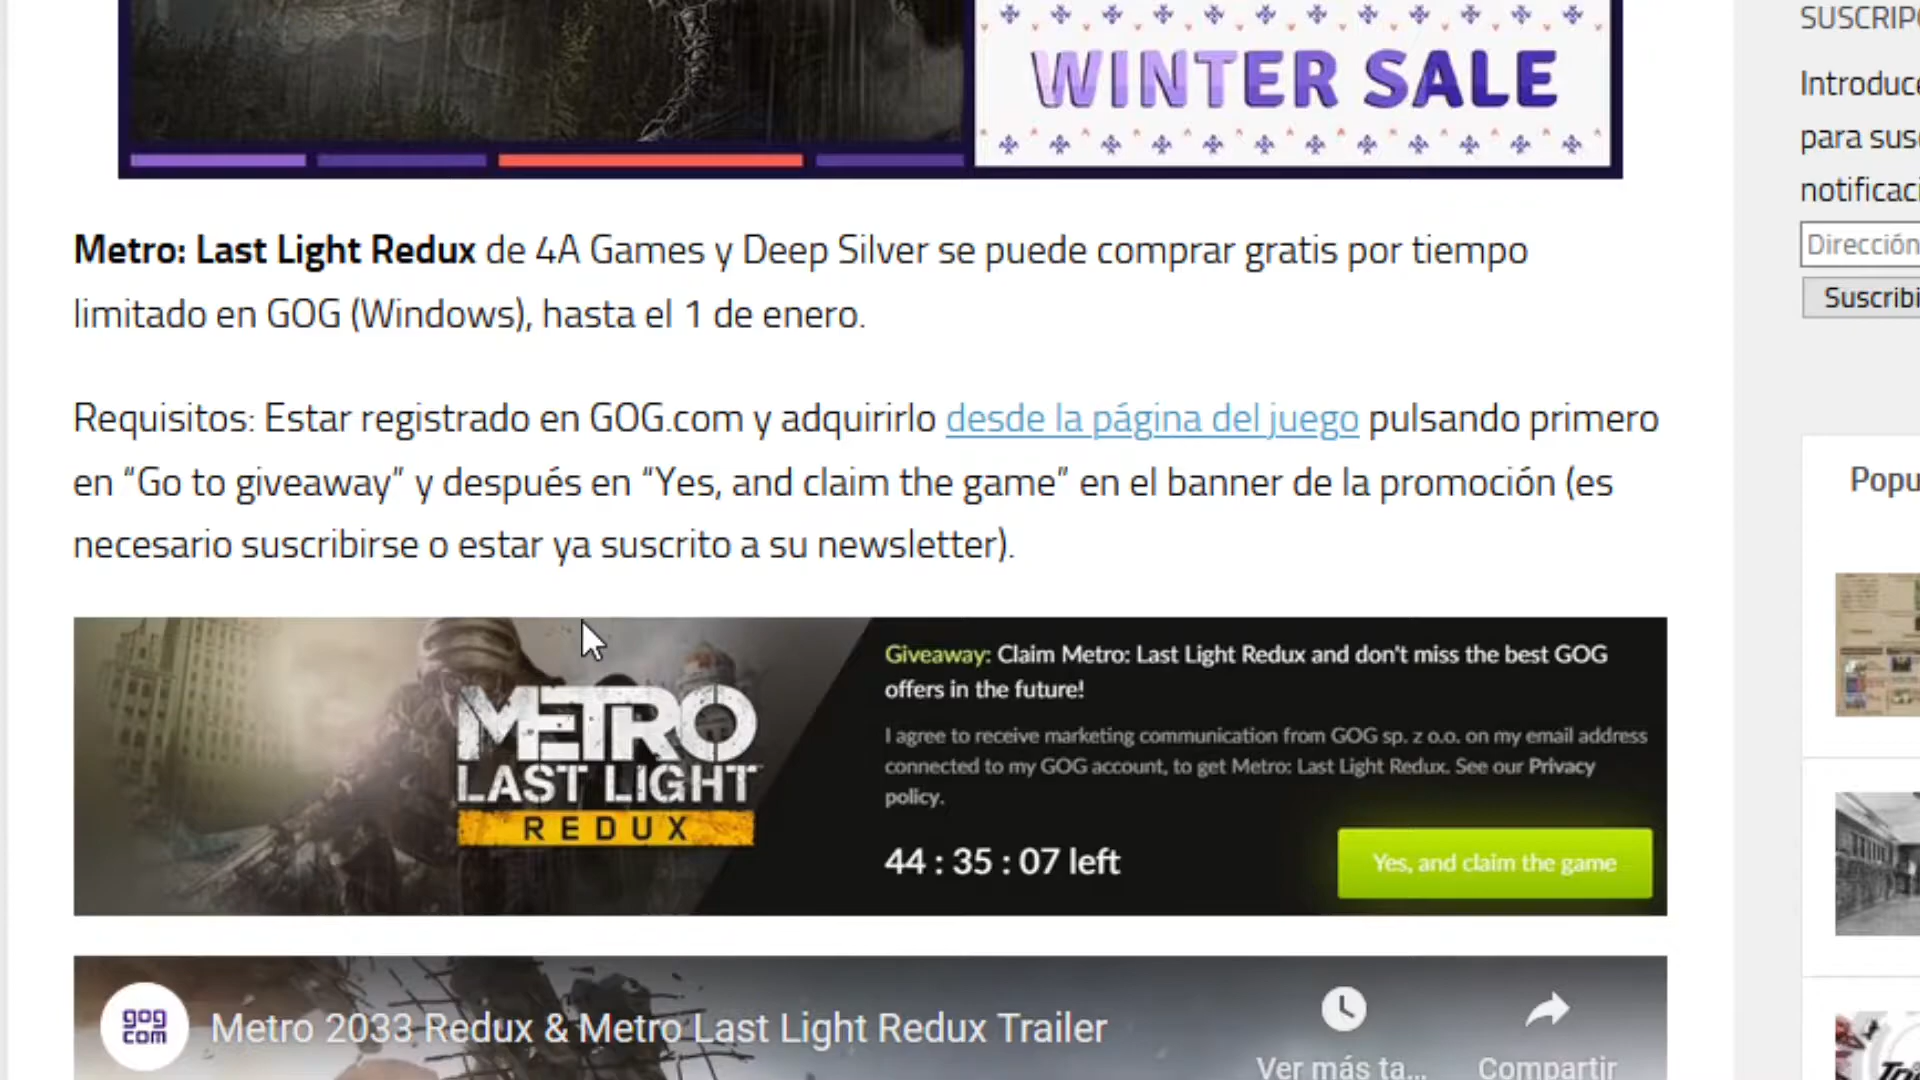 WINTER SALE
Metro: Last Light Redux de 4A Games y Deep Silver se puede comprar gratis por tiempo
limitado en GOG (Windows), hasta el 1 de enero.
Requisitos: Estar registrado en GOG.com y adquirirlo desde la página del juego pulsando primero
en “Go to giveaway” y después en “Yes, and claim the game” en el banner de la promoción (es
necesario suscribirse o estar ya suscrito a su newsletter).
METRO
LAST LIGHT
REDUX
Giveaway: Claim Metro: Last Light Redux and don't miss the best GOG
offers in the future!
I agree to receive marketing communication from GOG sp. z o.o. on my email address
connected to my GOG account, to get Metro: Last Light Redux. See our Privacy
policy.
44 : 35 : 07 left
Yes, and claim the game
gog
com
Metro 2033 Redux & Metro Last Light Redux Trailer
Ver más ta...
Compartir
Introduce
para
Dirección